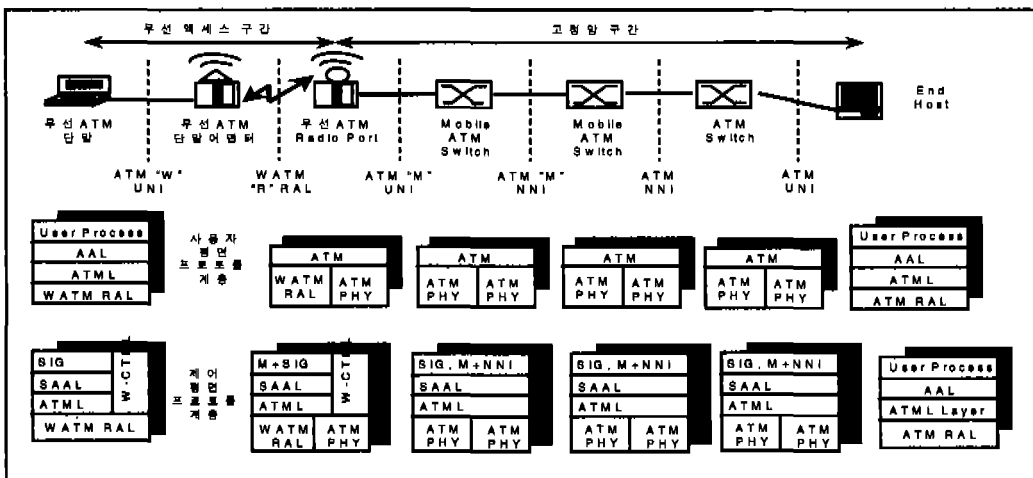 무선 액세스 구간
고정망 구간
무선 ATM
단말
무선 ATM
단말어댑터
무선 ATM
Radio Port
Mobile
ATM
Switch
Mobile
ATM
Switch
ATM
Switch
End
Host
ATM "W"
UNI
WATM
"R" RAL
ATM "M"
UNI
ATM "M"
NNI
ATM
NNI
ATM
UNI
User Process
AAL
ATML
WATM RAL
사용자
평면
프로토콜
계층
ATM
WATM
RAL
ATM
PHY
ATM
ATM
PHY
ATM
PHY
ATM
ATM
PHY
ATM
PHY
ATM
ATM
PHY
ATM
PHY
User Process
AAL
ATML
ATM RAL
SIG
SAAL
ATML
WATM RAL
제어
평면
프로토콜
계층
M+SIG
SAAL
ATML
WATM
RAL
ATM
PHY
SIG, M+NNI
SAAL
ATML
ATM
PHY
ATM
PHY
SIG, M+NNI
SAAL
ATML
ATM
PHY
ATM
PHY
SIG, M+NNI
SAAL
ATML
ATM
PHY
ATM
PHY
User Process
AAL
ATML Layer
ATM RAL